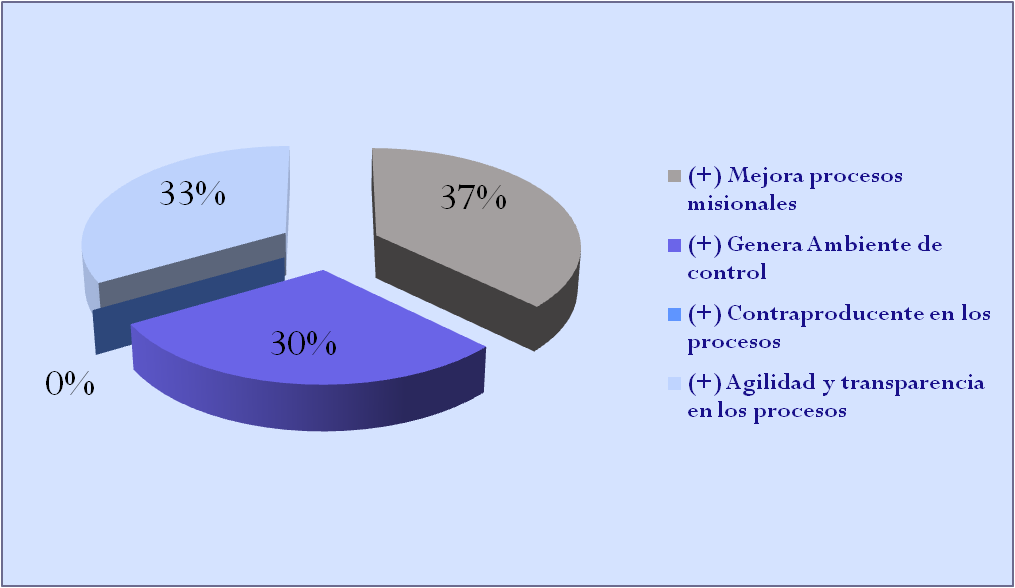 33%
37%
30%
0%
(+) Mejora procesos
misionales
(+) Genera Ambiente de
control
(+) Contraproducente en los
procesos
(+) Agilidad y transparencia
en los procesos